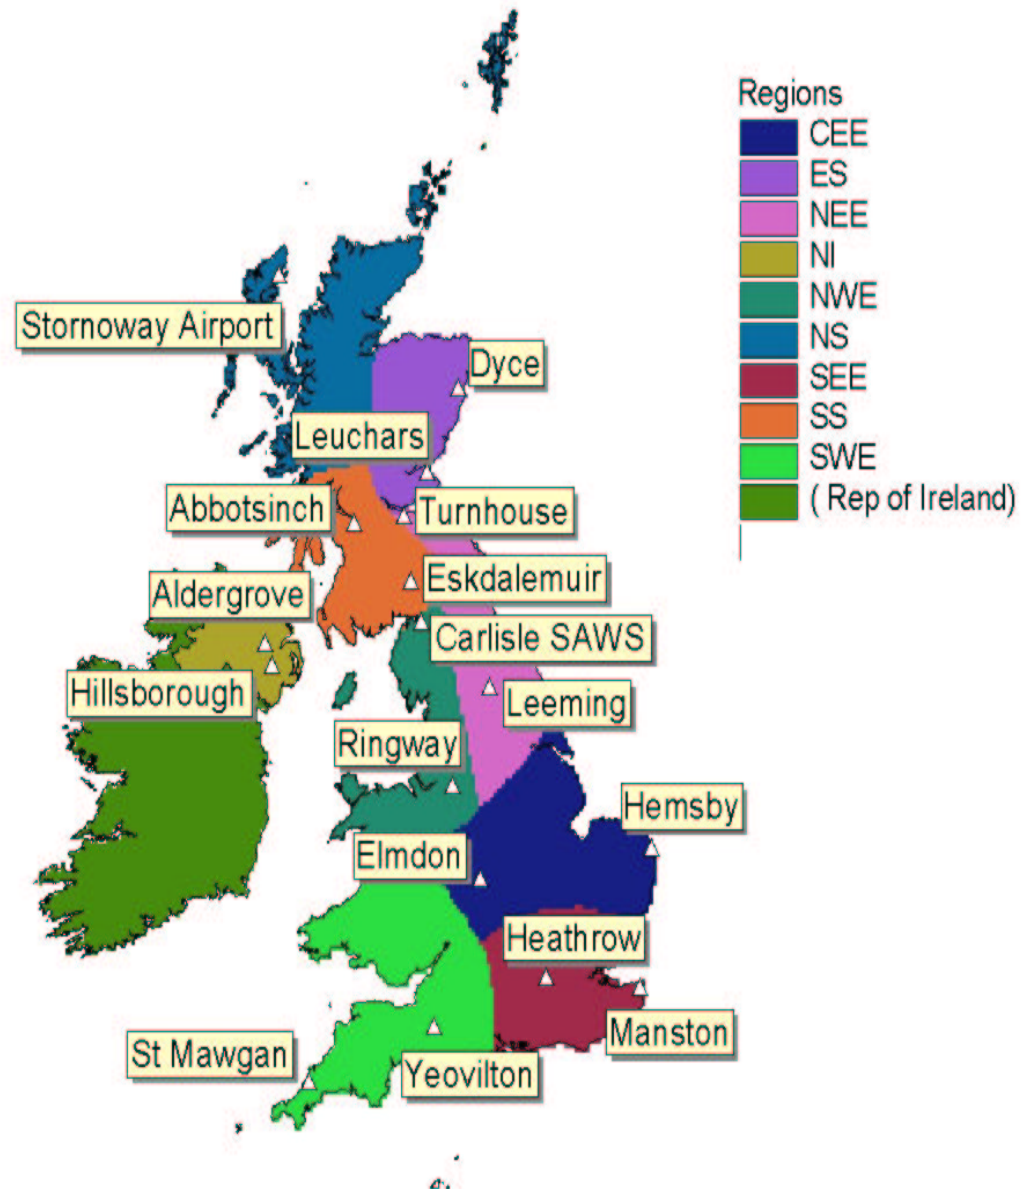 Regions
CEE
ES
NEE
NI
NWE
NS
SEE
SS
SWE
( Rep of Ireland)
Stornoway Airport
Dyce
Leuchars
Abbotsinch
Turnhouse
Eskdalemuir
Aldergrove
Carlisle SAWS
Hillsborough
Leeming
Ringway
Hemsby
Elmdon
Heathrow
Manston
St Mawgan
Yeovilton